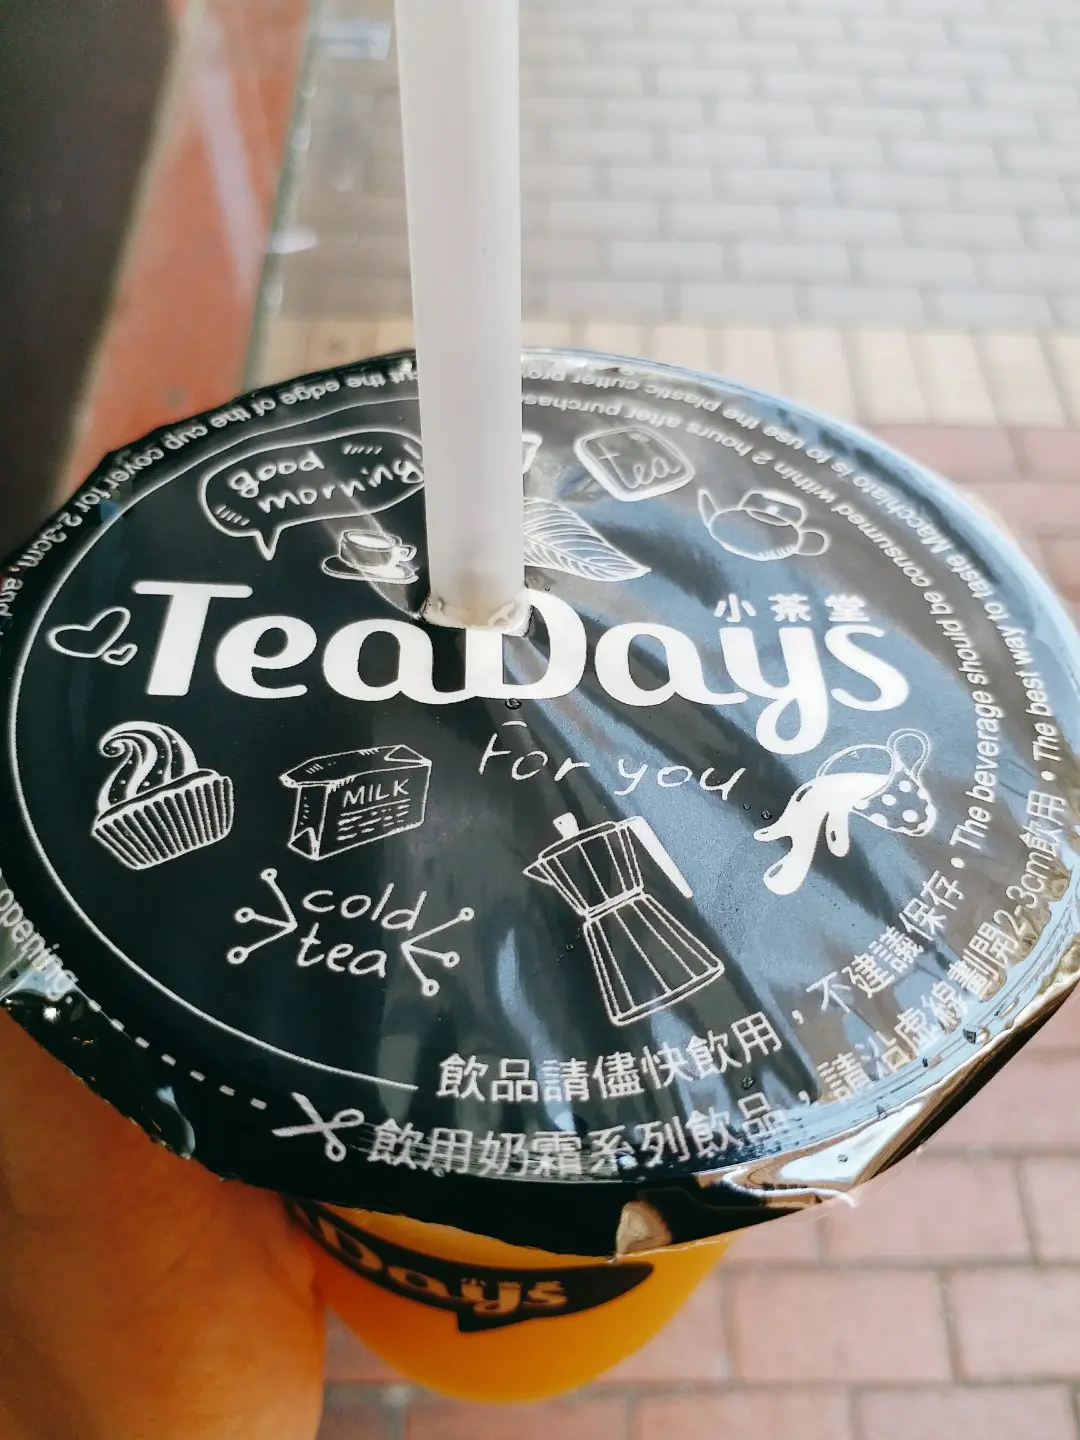 good
morning
tea
TeaDays
小茶堂
For you
MILK
cold
tea
飲品請儘快飲用，不建議保存 • The beverage should be consumed within 2 hours after purchase
飲用奶霜系列飲品，請沿虛線劃開2-3cm飲用 • The best way to taste Macchiato is to use the plastic cutter
cut the edge of the cup cover for 2-3cm, and
opening
Days